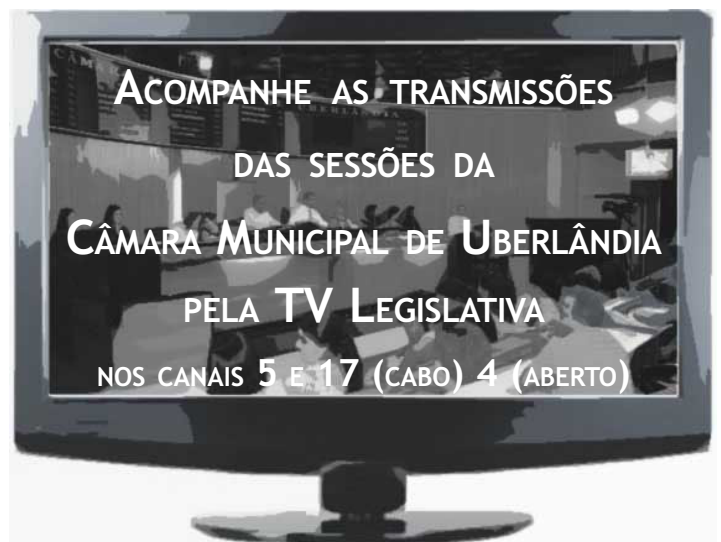 Acompanhe as transmissões
das sessões da
Câmara Municipal de Uberlândia
pela TV Legislativa
nos canais 5 e 17 (cabo) 4 (aberto)